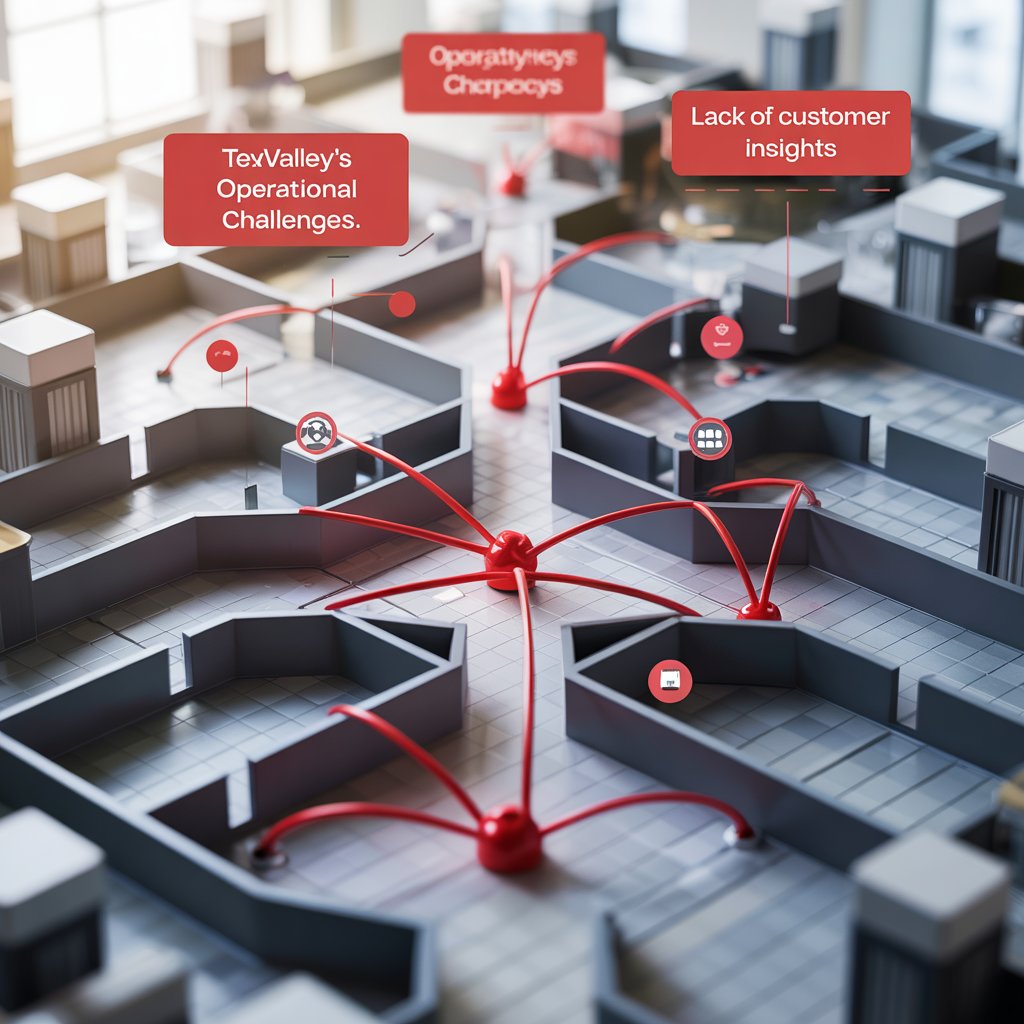 TexValley's
Operational
Challenges.
Lack of customer
insights